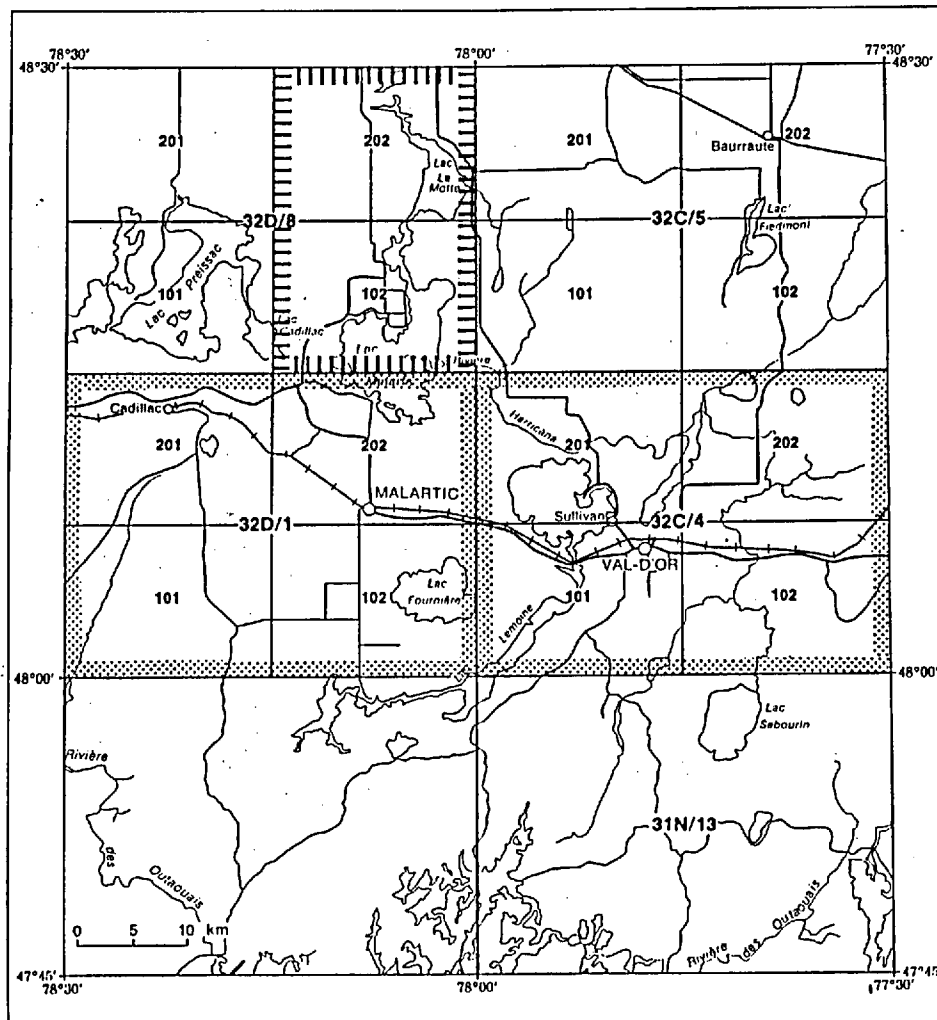 78°30'
78°00'
77°30'
48°30'
48°30'
201
202
201
Baurraute
202
Lac
La
Motte
32D/8
32C/5
Lac
Fiedmont
Lac Preissac
101
102
101
102
Lac
Cadillac
Lac
Rivière
Cadillac
201
202
Harricana
201
202
MALARTIC
Sullivan
32D/1
32C/4
VAL-D'OR
101
102
Lac
Fournière
Lemoine
101
102
48°00'
48°00'
Lac
Sabourin
Rivière
des
Outaouais
31N/13
Rivière
des
Outaouais
0 5 10 km
47°45'
47°45'
78°30'
78°00'
77°30'